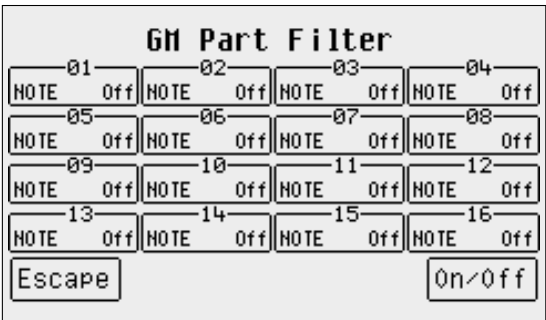 GM Part Filter
01 02 03 04
NOTE Off NOTE Off NOTE Off NOTE Off
05 06 07 08
NOTE Off NOTE Off NOTE Off NOTE Off
09 10 11 12
NOTE Off NOTE Off NOTE Off NOTE Off
13 14 15 16
NOTE Off NOTE Off NOTE Off NOTE Off
Escape On/Off